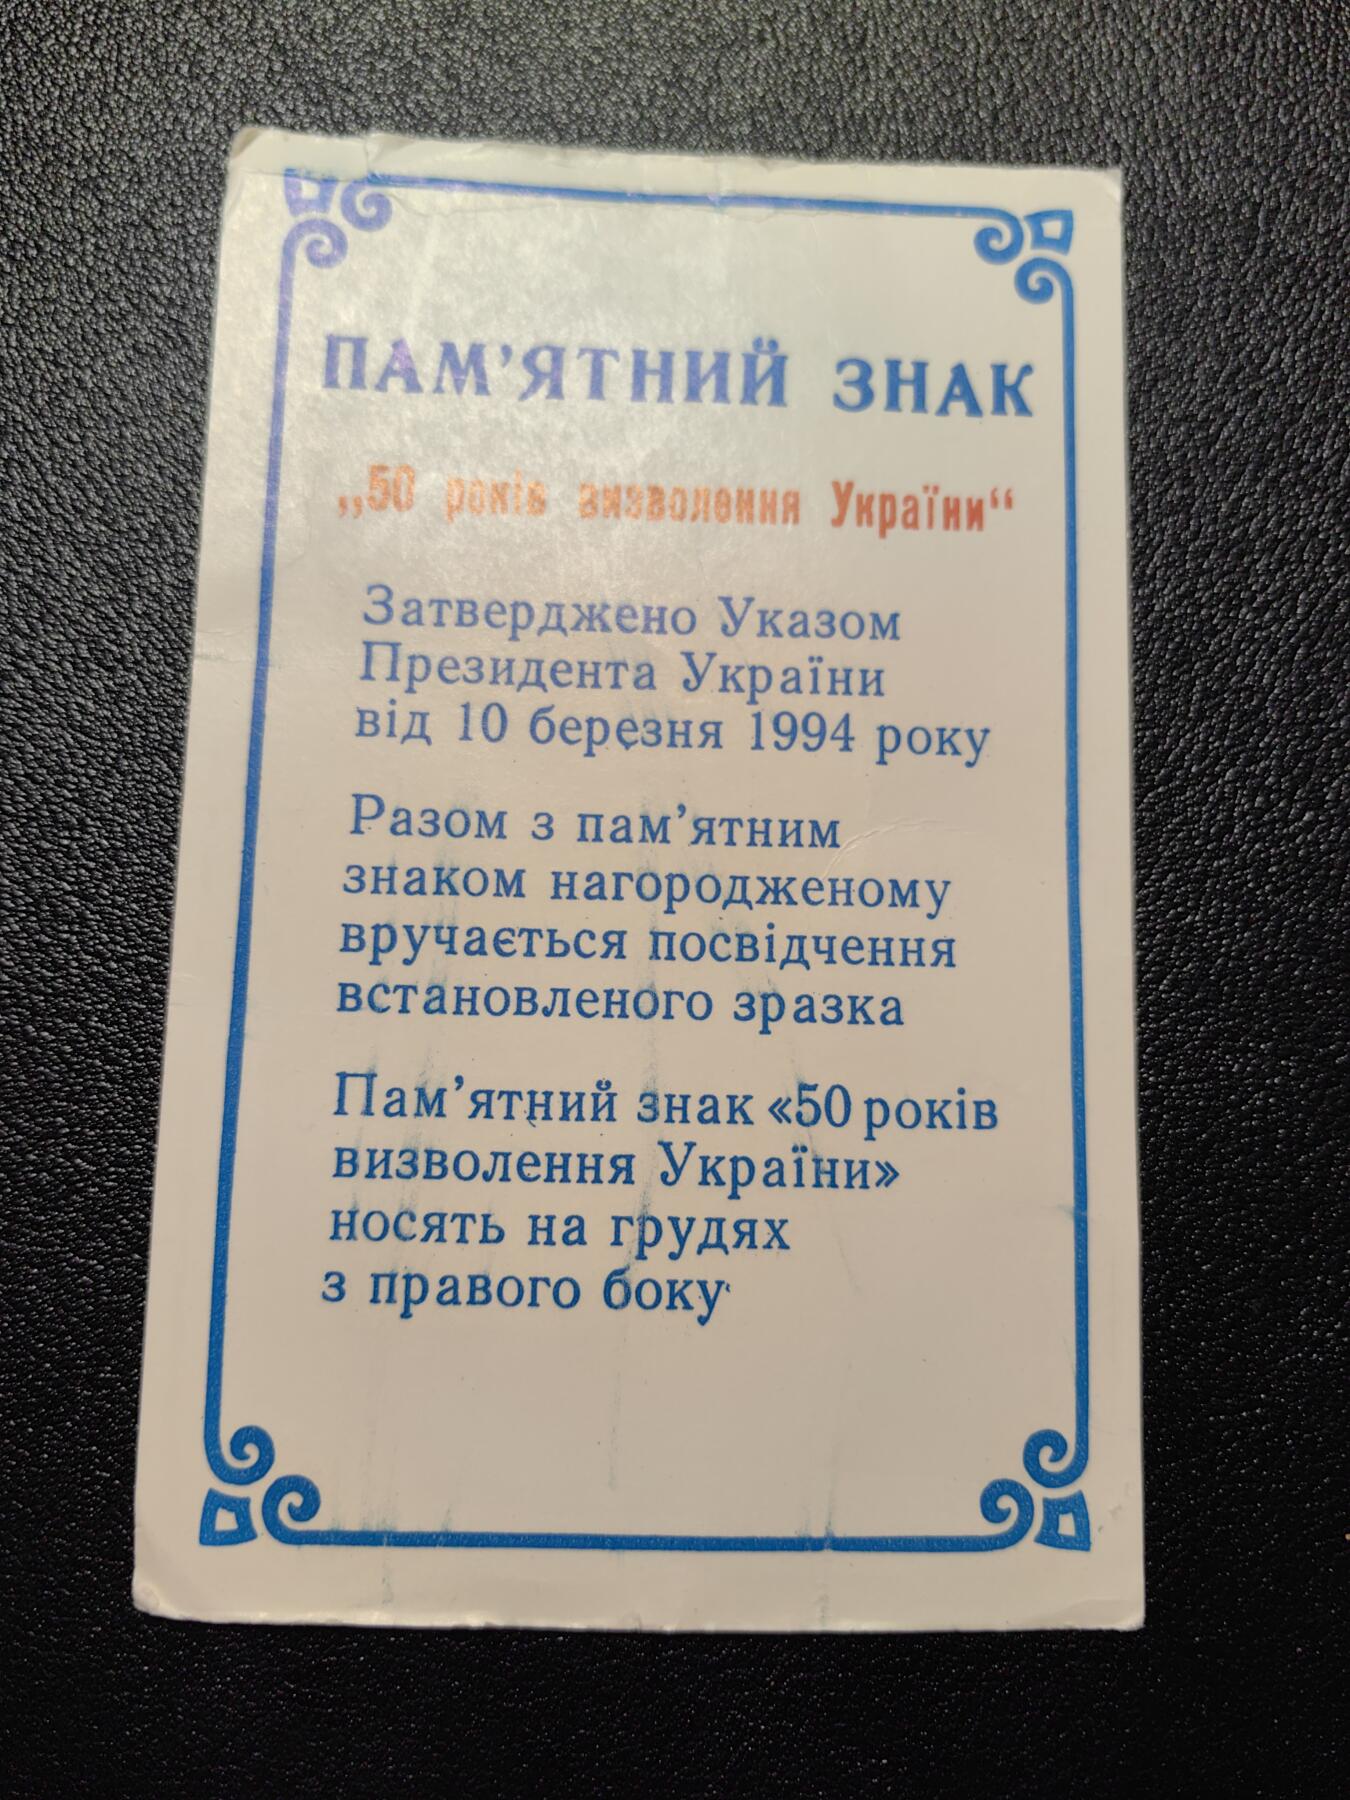 ПАМ’ЯТНИЙ ЗНАК
„50 років визволення України“
Затверджено Указом
Президента України
від 10 березня 1994 року
Разом з пам’ятним
знаком нагородженому
вручається посвідчення
встановленого зразка
Пам’ятний знак «50 років
визволення України»
носять на грудях
з правого боку